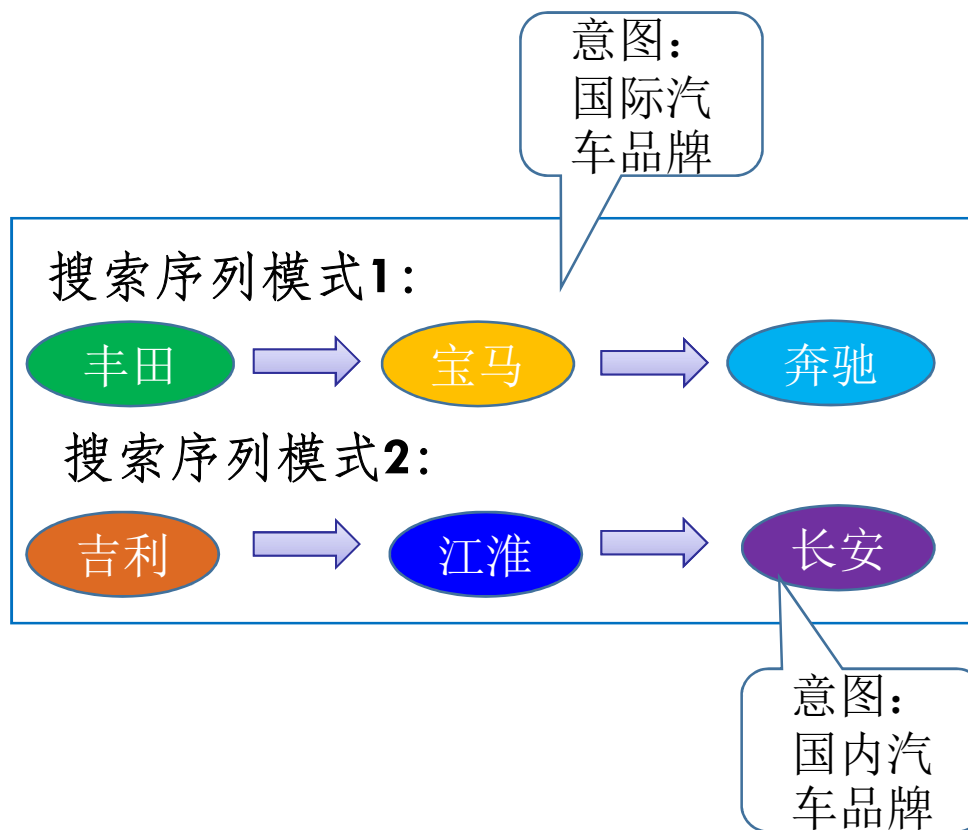 意图：
国际汽
车品牌
搜索序列模式1：
丰田
宝马
奔驰
搜索序列模式2：
吉利
江淮
长安
意图：
国内汽
车品牌